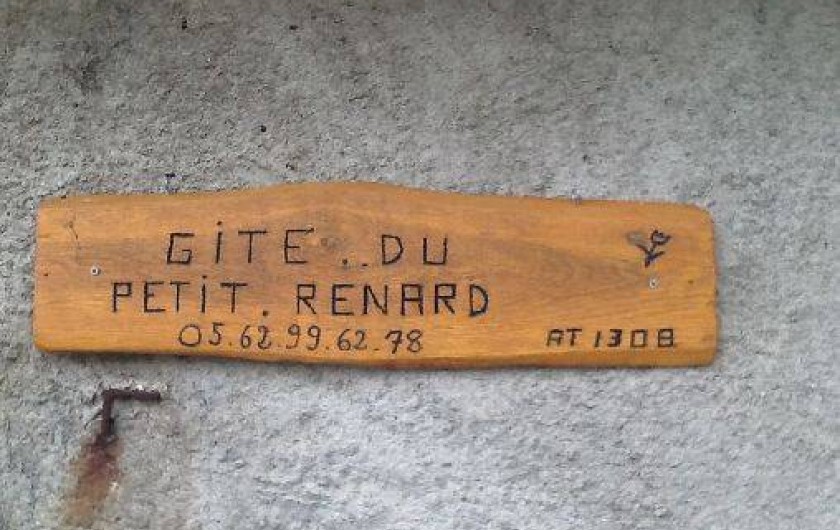 GiTE . . DU
PETiT . RENARD
05.62.99.62.78 AT 1308